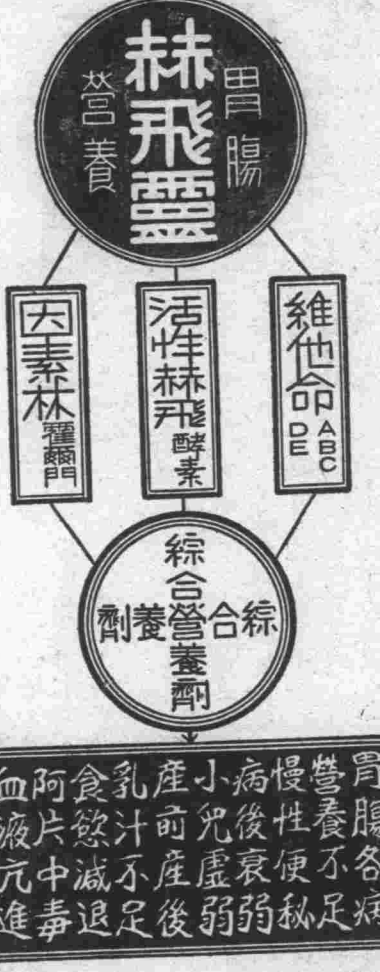 胃腸
赫飛靈
營養
維他命
ABC
DE
活性赫飛酵素
因素林
霍爾門
綜合營養劑
綜合營養劑
胃腸各病
營養不足
慢性便秘
病後衰弱
小兒虛弱
產前產後
乳汁不足
食慾減退
阿片中毒
血液亢進